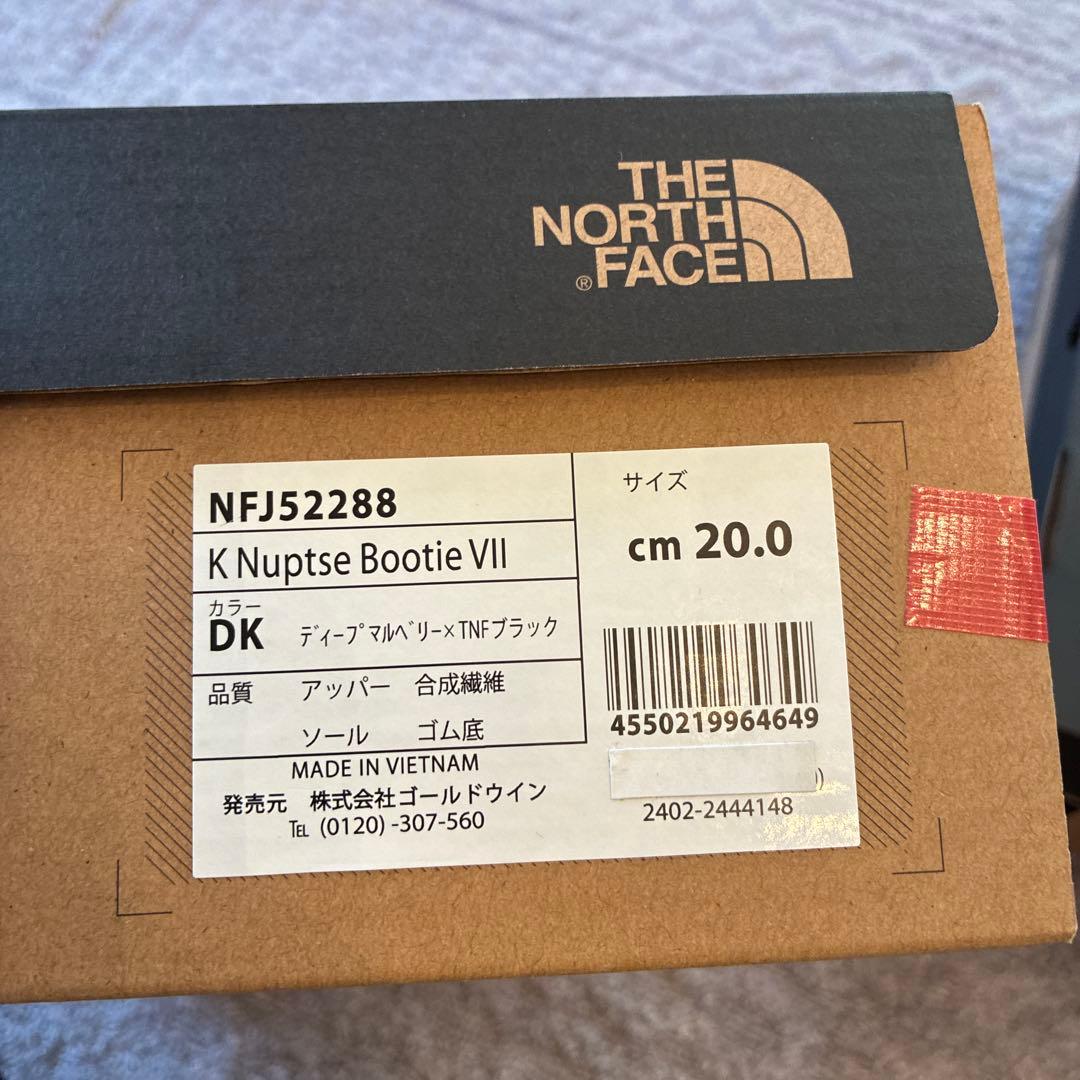 THE
NORTH
FACE
®
NFJ52288
K Nuptse Bootie VII
カラー
DK ディープマルベリー×TNFブラック
品質 アッパー 合成繊維
ソール ゴム底
MADE IN VIETNAM
発売元 株式会社ゴールドウイン
℡ (0120) -307-560
サイズ
cm 20.0
4550219964649
)
2402-2444148